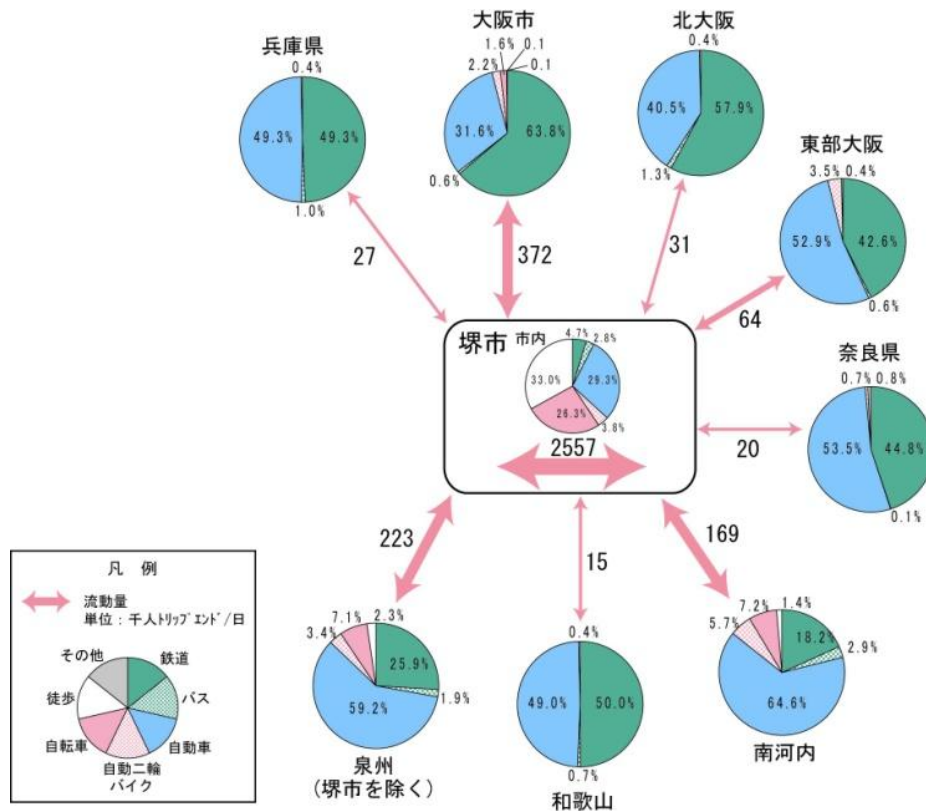 兵庫県
0.4%
49.3%
49.3%
1.0%
27
大阪市
1.6%
0.1
2.2%
0.1
31.6%
63.8%
0.6%
372
北大阪
0.4%
40.5%
57.9%
1.3%
31
東部大阪
3.5%
0.4%
52.9%
42.6%
0.6%
64
堺市 市内
4.7%
2.8%
33.0%
29.3%
26.3%
3.8%
2557
奈良県
0.7%
0.8%
53.5%
44.8%
0.1%
20
223
7.1%
2.3%
3.4%
25.9%
1.9%
59.2%
泉州
(堺市を除く)
15
0.4%
49.0%
50.0%
0.7%
和歌山
169
7.2%
1.4%
5.7%
18.2%
2.9%
64.6%
南河内
凡 例
流動量
単位:千人ﾄﾘｯﾌﾟｴﾝﾄﾞ/日
その他
鉄道
徒歩
バス
自転車
自動車
自動二輪
バイク